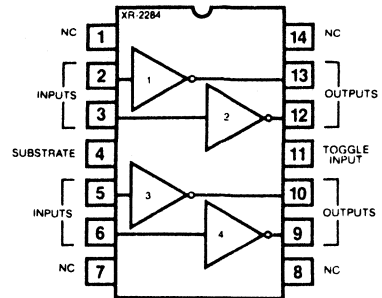 XR-2284
NC 1 14 NC
2 1 13
INPUTS OUTPUTS
3 2 12
SUBSTRATE 4 11 TOGGLE INPUT
5 3 10
INPUTS OUTPUTS
6 4 9
NC 7 8 NC